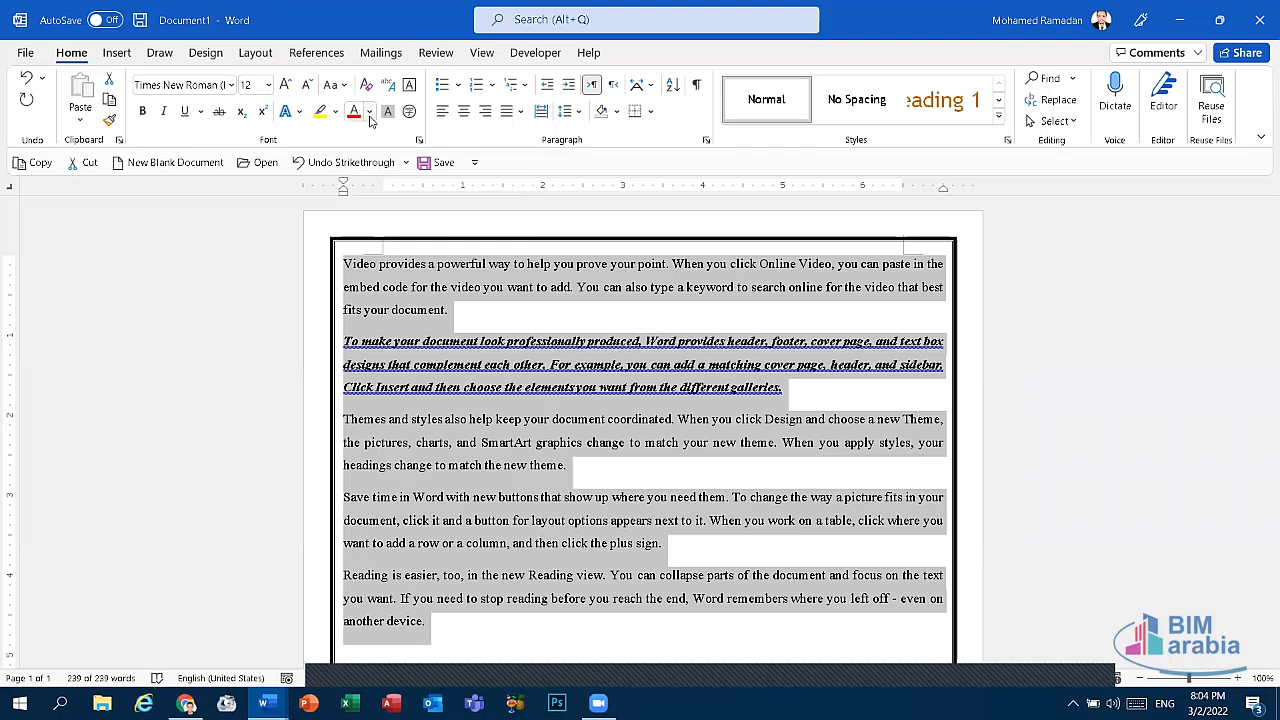 AutoSave Off Document1 - Word Search (Alt+Q) Mohamed Ramadan
File Home Insert Draw Design Layout References Mailings Review View Developer Help Comments Share
Times New Roman ( 12 Aa
Paste Normal No Spacing eading 1 Find Replace Select Dictate Editor Reuse Files
Undo Clipboard Font Paragraph Styles Editing Voice Editor Reuse Files
Copy Cut New Blank Document Open Undo Strikethrough Save
1 2 3 4 5 6
Video provides a powerful way to help you prove your point. When you click Online Video, you can paste in the
embed code for the video you want to add. You can also type a keyword to search online for the video that best
fits your document.
To make your document look professionally produced, Word provides header, footer, cover page, and text box
designs that complement each other. For example, you can add a matching cover page, header, and sidebar.
Click Insert and then choose the elements you want from the different galleries.
Themes and styles also help keep your document coordinated. When you click Design and choose a new Theme,
the pictures, charts, and SmartArt graphics change to match your new theme. When you apply styles, your
headings change to match the new theme.
Save time in Word with new buttons that show up where you need them. To change the way a picture fits in your
document, click it and a button for layout options appears next to it. When you work on a table, click where you
want to add a row or a column, and then click the plus sign.
Reading is easier, too, in the new Reading view. You can collapse parts of the document and focus on the text
you want. If you need to stop reading before you reach the end, Word remembers where you left off - even on
another device.
BIM
arabia
Page 1 of 1 239 of 239 words English (United States) 100%
ENG 8:04 PM
3/2/2022 3